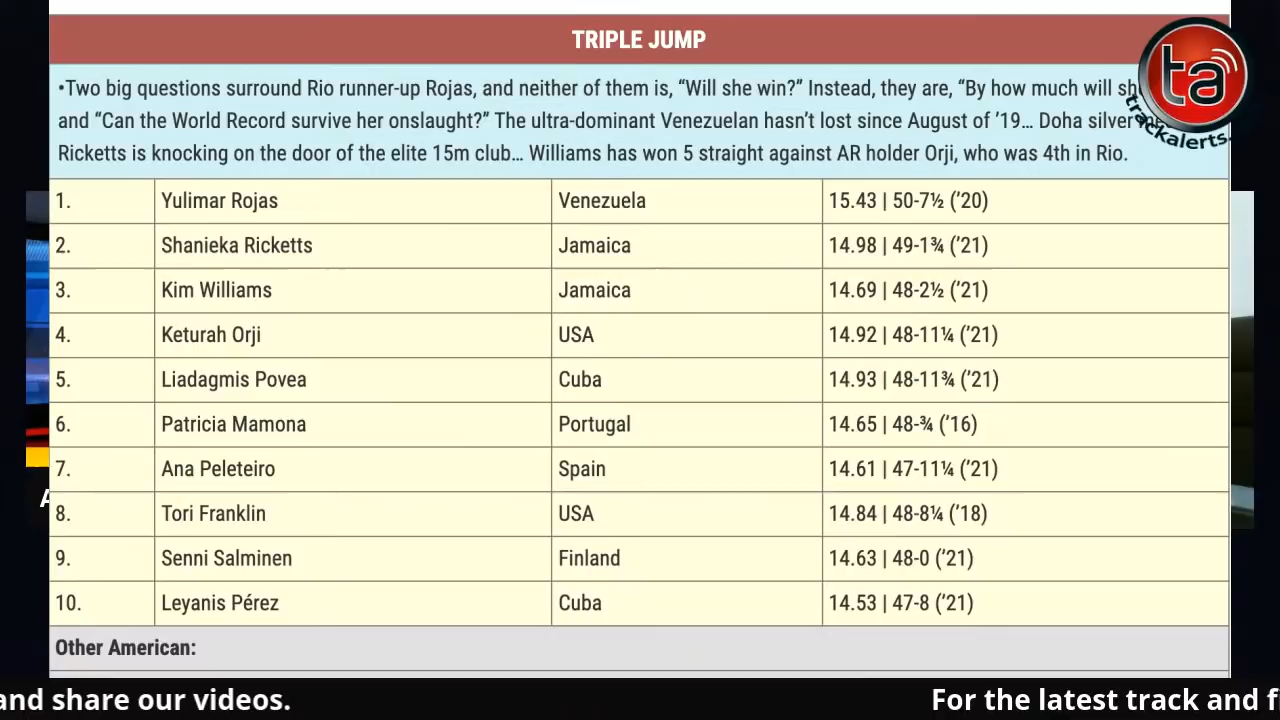 TRIPLE JUMP
•Two big questions surround Rio runner-up Rojas, and neither of them is, “Will she win?” Instead, they are, “By how much will
and “Can the World Record survive her onslaught?” The ultra-dominant Venezuelan hasn’t lost since August of ’19… Doha silver
Ricketts is knocking on the door of the elite 15m club… Williams has won 5 straight against AR holder Orji, who was 4th in Rio.
1. Yulimar Rojas Venezuela 15.43 | 50-7½ (’20)
2. Shanieka Ricketts Jamaica 14.98 | 49-1¾ (’21)
3. Kim Williams Jamaica 14.69 | 48-2½ (’21)
4. Keturah Orji USA 14.92 | 48-11¼ (’21)
5. Liadagmis Povea Cuba 14.93 | 48-11¾ (’21)
6. Patricia Mamona Portugal 14.65 | 48-¾ (’16)
7. Ana Peleteiro Spain 14.61 | 47-11¼ (’21)
8. Tori Franklin USA 14.84 | 48-8¼ (’18)
9. Senni Salminen Finland 14.63 | 48-0 (’21)
10. Leyanis Pérez Cuba 14.53 | 47-8 (’21)
Other American:
ta
trackalerts.
and share our videos.
For the latest track and f